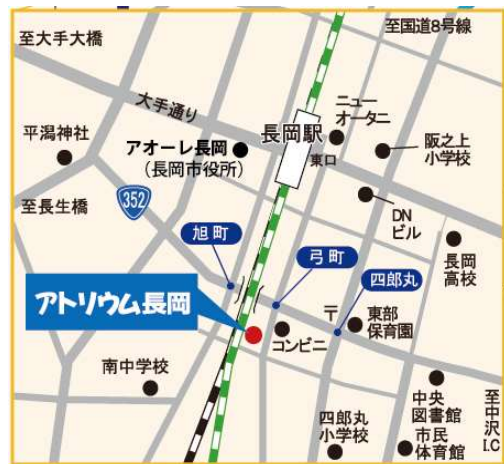 至大手大橋
至国道8号線
大手通り
ニュー
オータニ
長岡駅
東口
平潟神社
アオーレ長岡
(長岡市役所)
阪之上
小学校
352
至長生橋
DN
ビル
旭町
弓町
四郎丸
長岡
高校
アトリウム長岡
〒
東部
保育園
コンビニ
南中学校
中央
図書館
四郎丸
小学校
市民
体育館
至中沢I.C